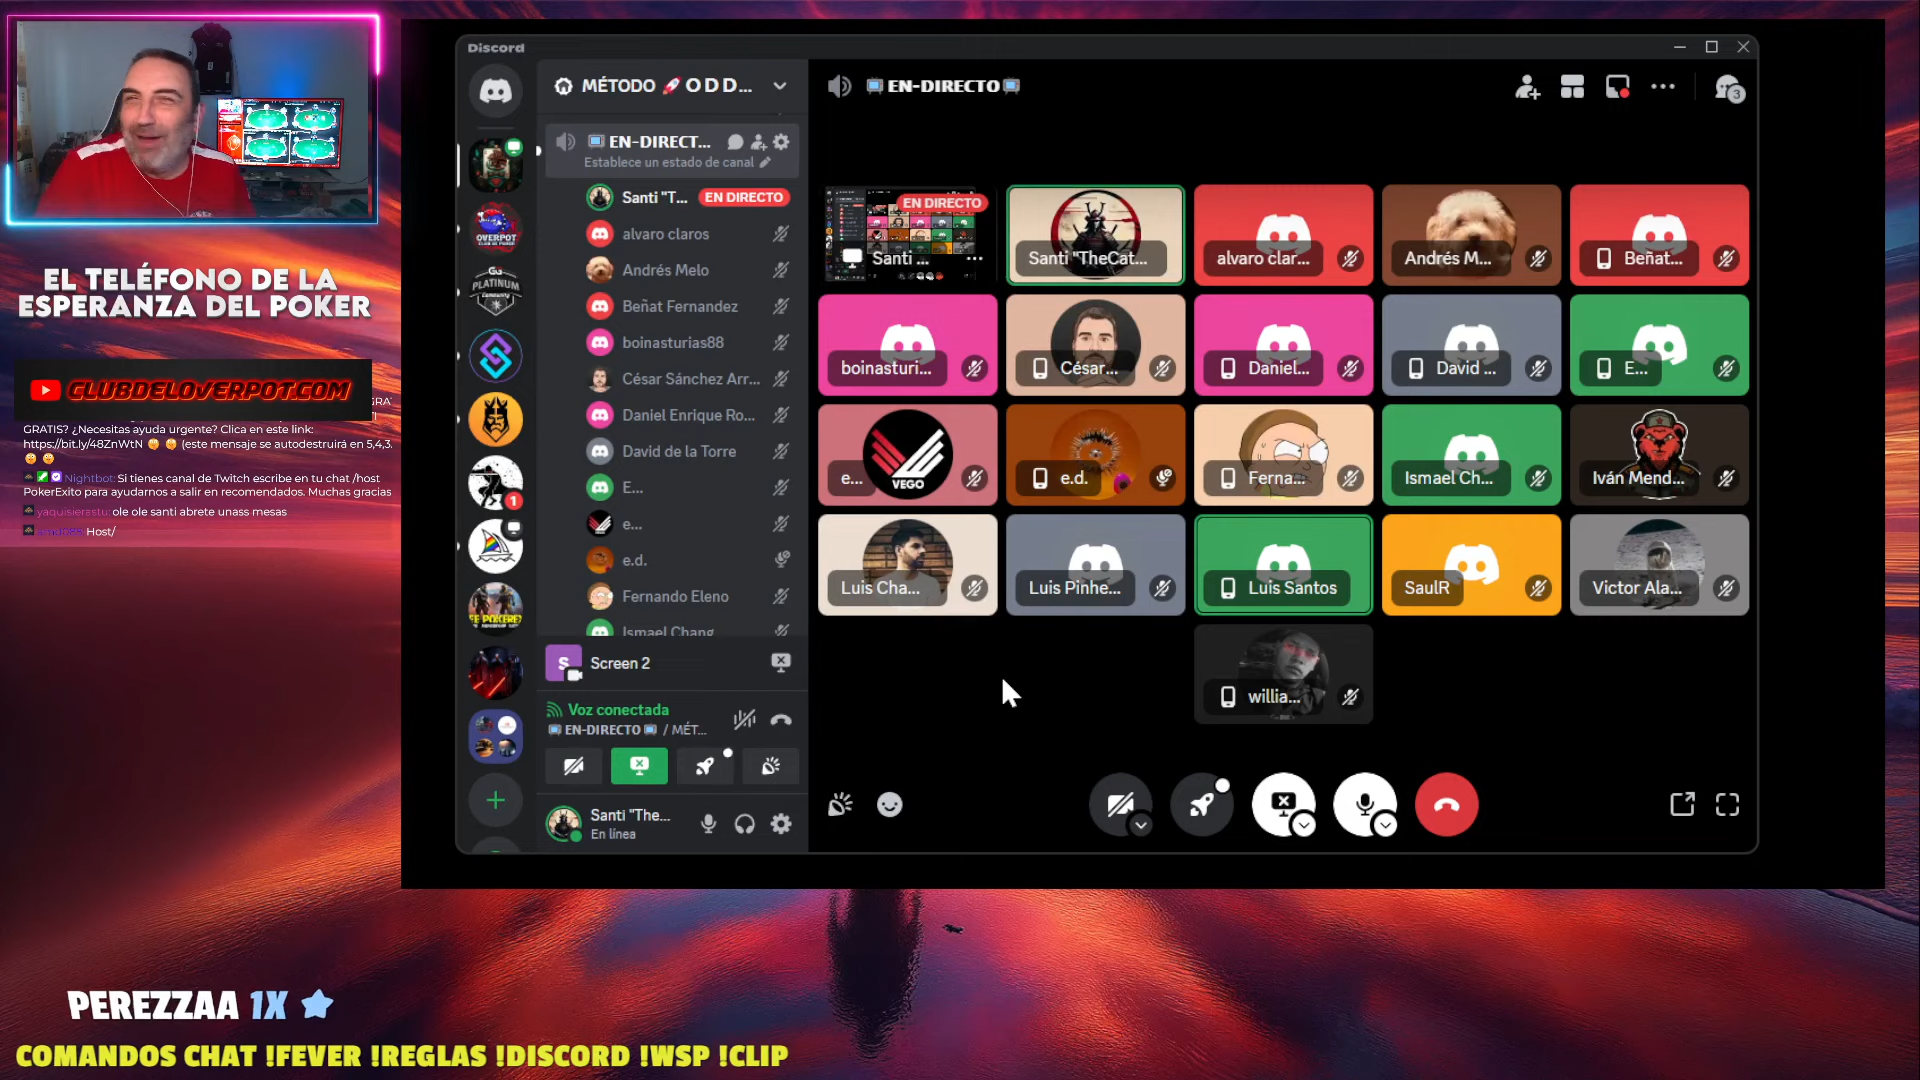 EL TELÉFONO DE LA
ESPERANZA DEL POKER
CLUBDELOVERPOT.COM
GRATIS? ¿Necesitas ayuda urgente? Clica en este link:
https://bit.ly/48ZnWtN (este mensaje se autodestruirá en 5,4,3.
Nightbot: Si tienes canal de Twitch escribe en tu chat /host
PokerExito para ayudarnos a salir en recomendados. Muchas gracias
yaquisierastu: ole ole santi abrete unass mesas
Host/
PEREZZAA 1X
COMANDOS CHAT !FEVER !REGLAS !DISCORD !WSP !CLIP
Discord
OVERPOT
PLATINUM
1
MÉTODO 🚀 O D D...
EN-DIRECT...
Establece un estado de canal
Santi "T... EN DIRECTO
alvaro claros
Andrés Melo
Beñat Fernandez
boinasturias88
César Sánchez Arr...
Daniel Enrique Ro...
David de la Torre
E...
e...
e.d.
Fernando Eleno
Ismael Chang
S Screen 2
Voz conectada
EN-DIRECTO / MÉT...
Santi "The...
En línea
EN-DIRECTO
3
EN DIRECTO
Santi ...
Santi "TheCat...
alvaro clar...
Andrés M...
Beñat...
boinasturi...
César...
Daniel...
David ...
E...
e...
VEGO
e.d.
Ferna...
Ismael Ch...
Iván Mend...
Luis Cha...
Luis Pinhe...
Luis Santos
SaulR
Victor Ala...
willia...